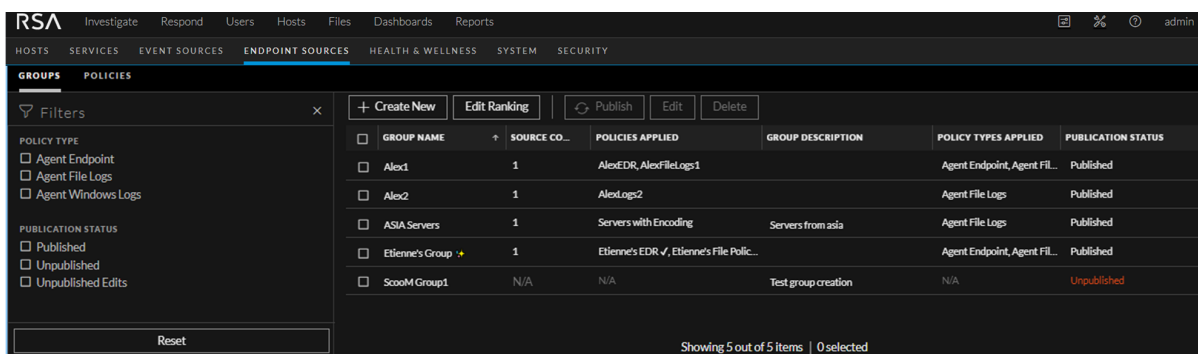 RSA Investigate Respond Users Hosts Files Dashboards Reports admin
HOSTS SERVICES EVENT SOURCES ENDPOINT SOURCES HEALTH & WELLNESS SYSTEM SECURITY
GROUPS POLICIES
Filters
POLICY TYPE
Agent Endpoint
Agent File Logs
Agent Windows Logs
PUBLICATION STATUS
Published
Unpublished
Unpublished Edits
Reset
+ Create New Edit Ranking Publish Edit Delete
GROUP NAME ↑ SOURCE CO... POLICIES APPLIED GROUP DESCRIPTION POLICY TYPES APPLIED PUBLICATION STATUS
Alex1 1 AlexEDR, AlexFileLogs1 Agent Endpoint, Agent Fil... Published
Alex2 1 AlexLogs2 Agent File Logs Published
ASIA Servers 1 Servers with Encoding Servers from asia Agent File Logs Published
Etienne's Group ✨ 1 Etienne's EDR ✓, Etienne's File Polic... Agent Endpoint, Agent Fil... Published
ScooM Group1 N/A N/A Test group creation N/A Unpublished
Showing 5 out of 5 items | 0 selected